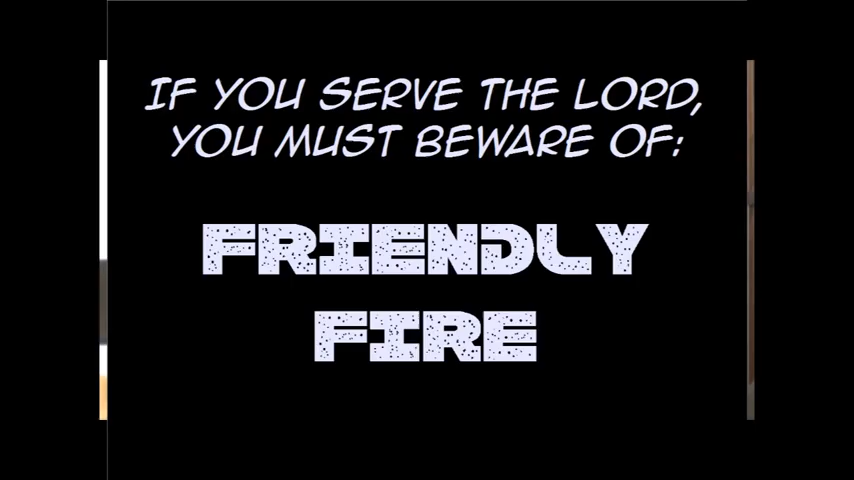 IF YOU SERVE THE LORD,
YOU MUST BEWARE OF:
FRIENDLY
FIRE